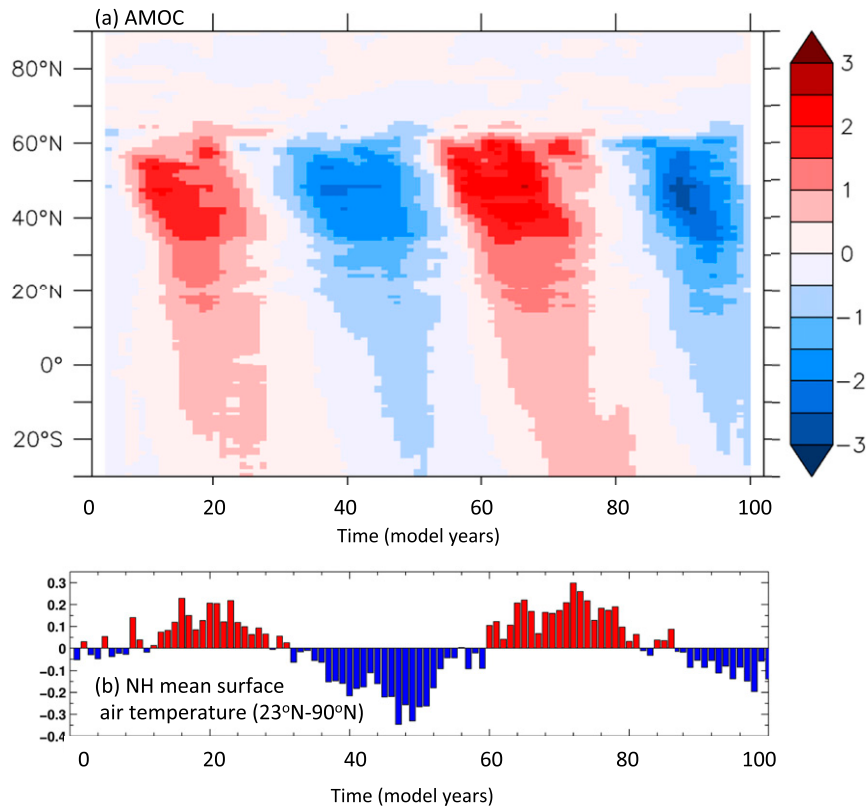 (a) AMOC
80°N
60°N
40°N
20°N
0°
20°S
3
2
1
0
−1
−2
−3
0 20 40 60 80 100
Time (model years)
0.3
0.2
0.1
0
−0.1
−0.2
−0.3
−0.4
(b) NH mean surface
air temperature (23°N-90°N)
0 20 40 60 80 100
Time (model years)